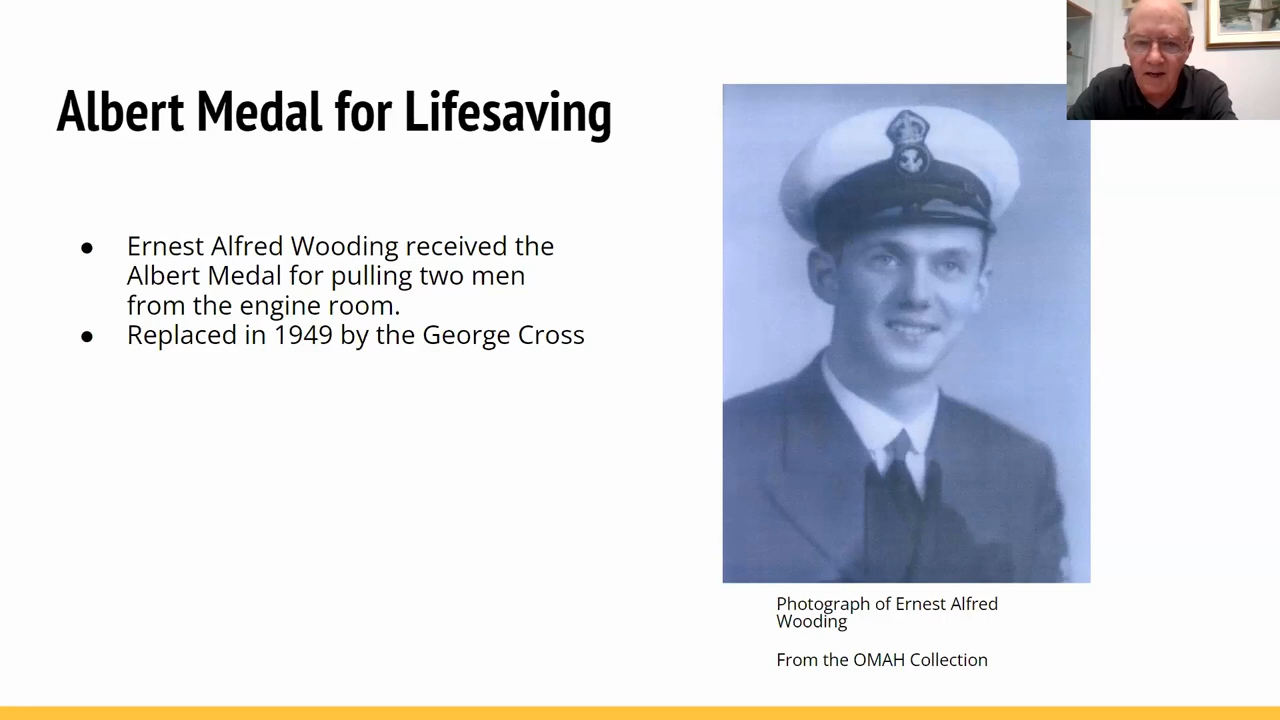 Albert Medal for Lifesaving
● Ernest Alfred Wooding received the
Albert Medal for pulling two men
from the engine room.
● Replaced in 1949 by the George Cross
Photograph of Ernest Alfred
Wooding
From the OMAH Collection